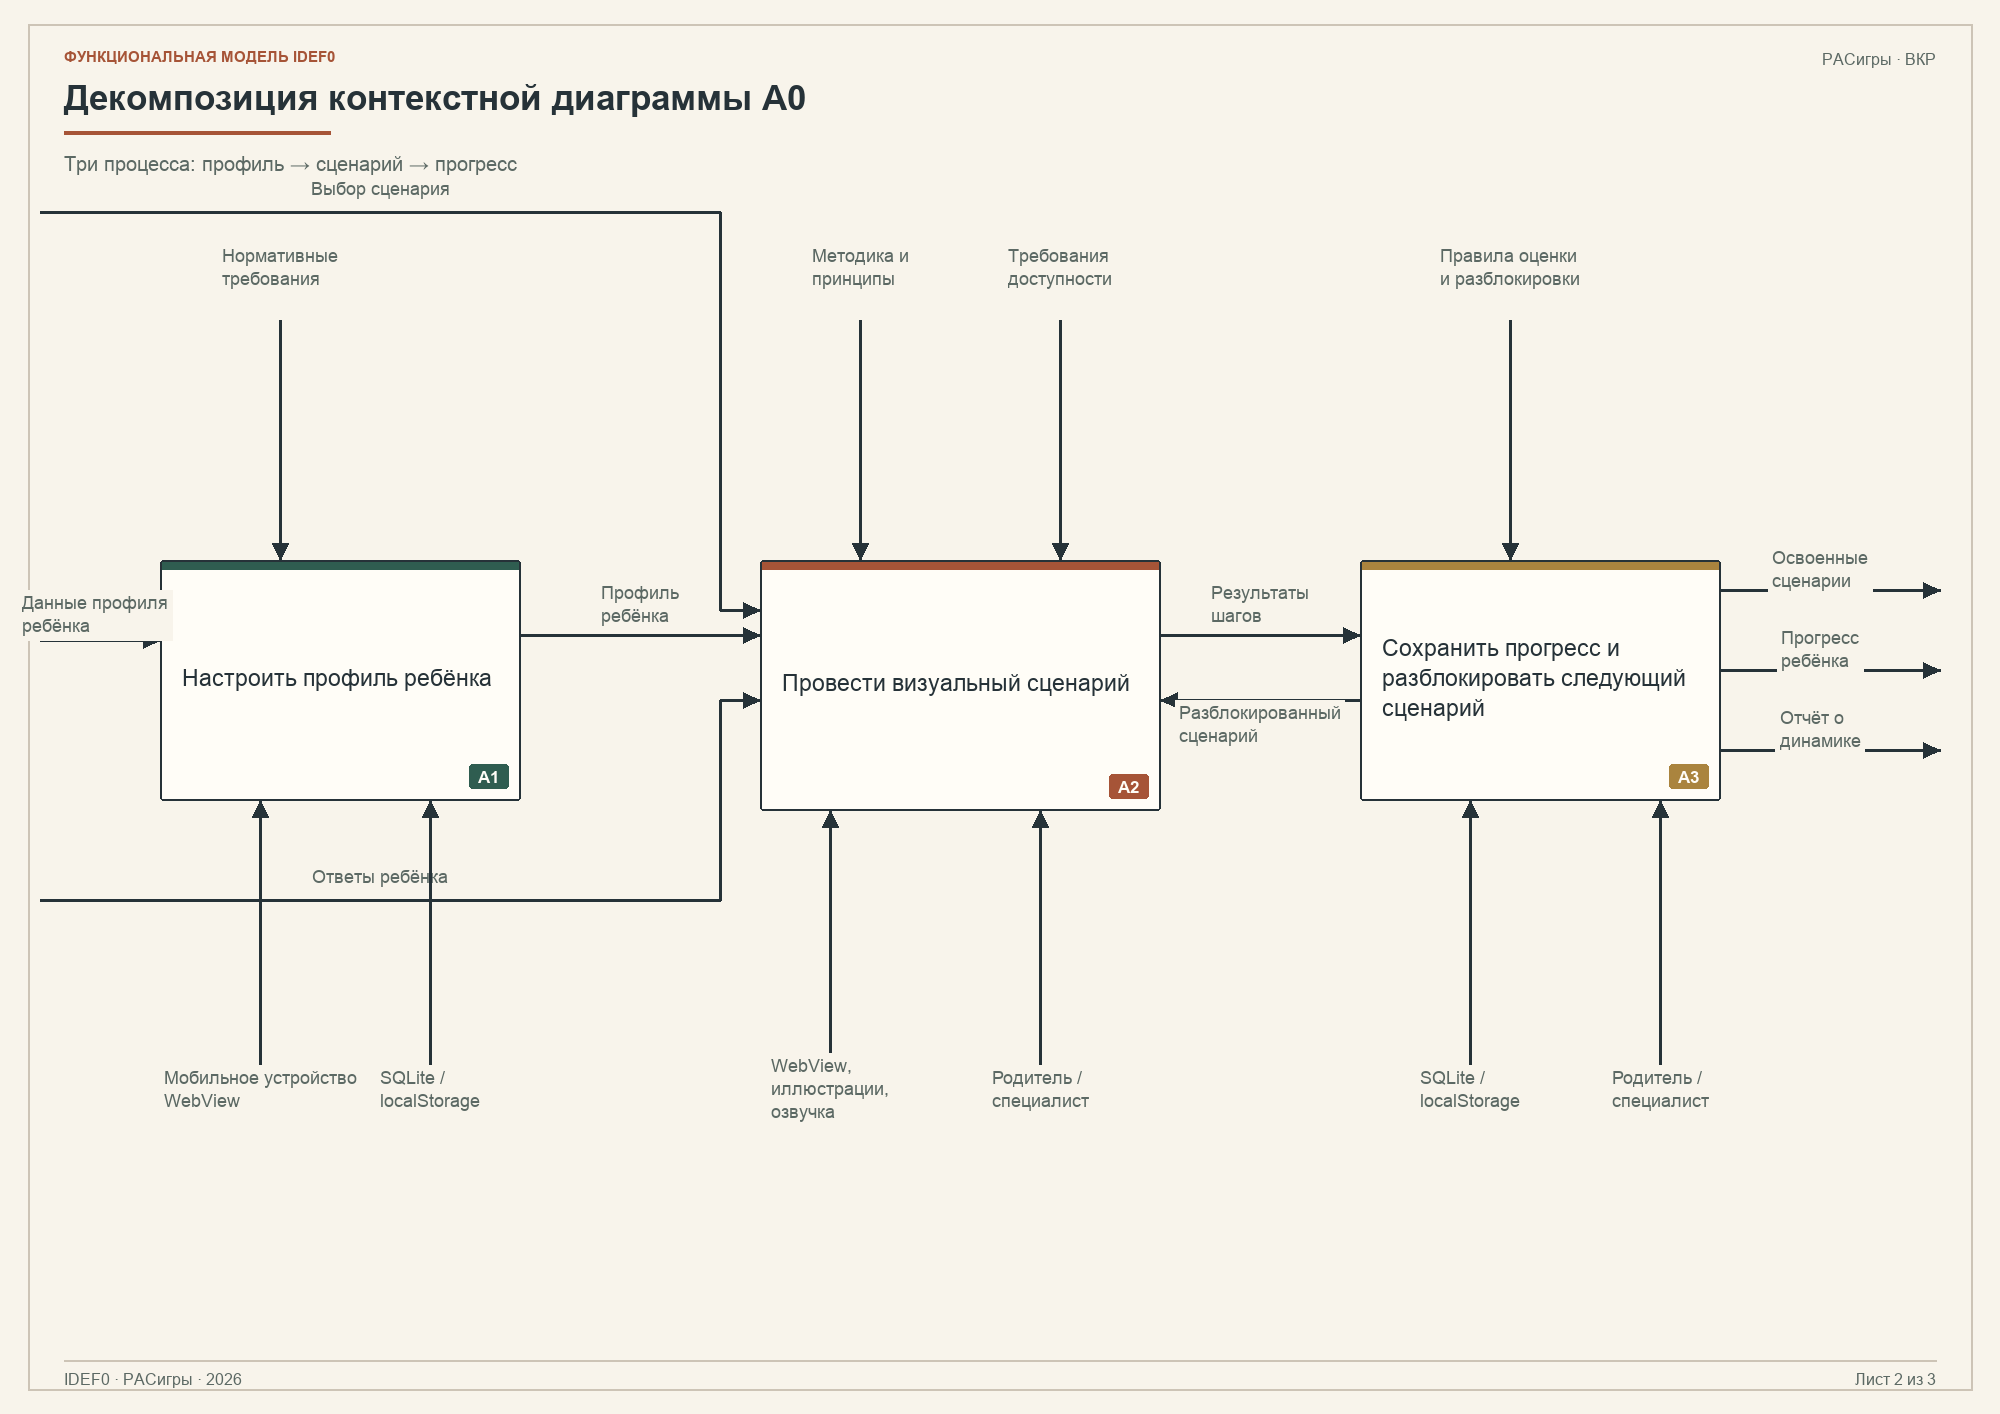 ФУНКЦИОНАЛЬНАЯ МОДЕЛЬ IDEF0
РАСигры · ВКР
Декомпозиция контекстной диаграммы А0
Три процесса: профиль → сценарий → прогресс
Выбор сценария
Нормативные
требования
Методика и
принципы
Требования
доступности
Правила оценки
и разблокировки
Данные профиля
ребёнка
Настроить профиль ребёнка
А1
Профиль
ребёнка
Провести визуальный сценарий
А2
Результаты
шагов
Разблокированный
сценарий
Сохранить прогресс и
разблокировать следующий
сценарий
А3
Освоенные
сценарии
Прогресс
ребёнка
Отчёт о
динамике
Ответы ребёнка
Мобильное устройство
WebView
SQLite /
localStorage
WebView,
иллюстрации,
озвучка
Родитель /
специалист
SQLite /
localStorage
Родитель /
специалист
IDEF0 · РАСигры · 2026
Лист 2 из 3